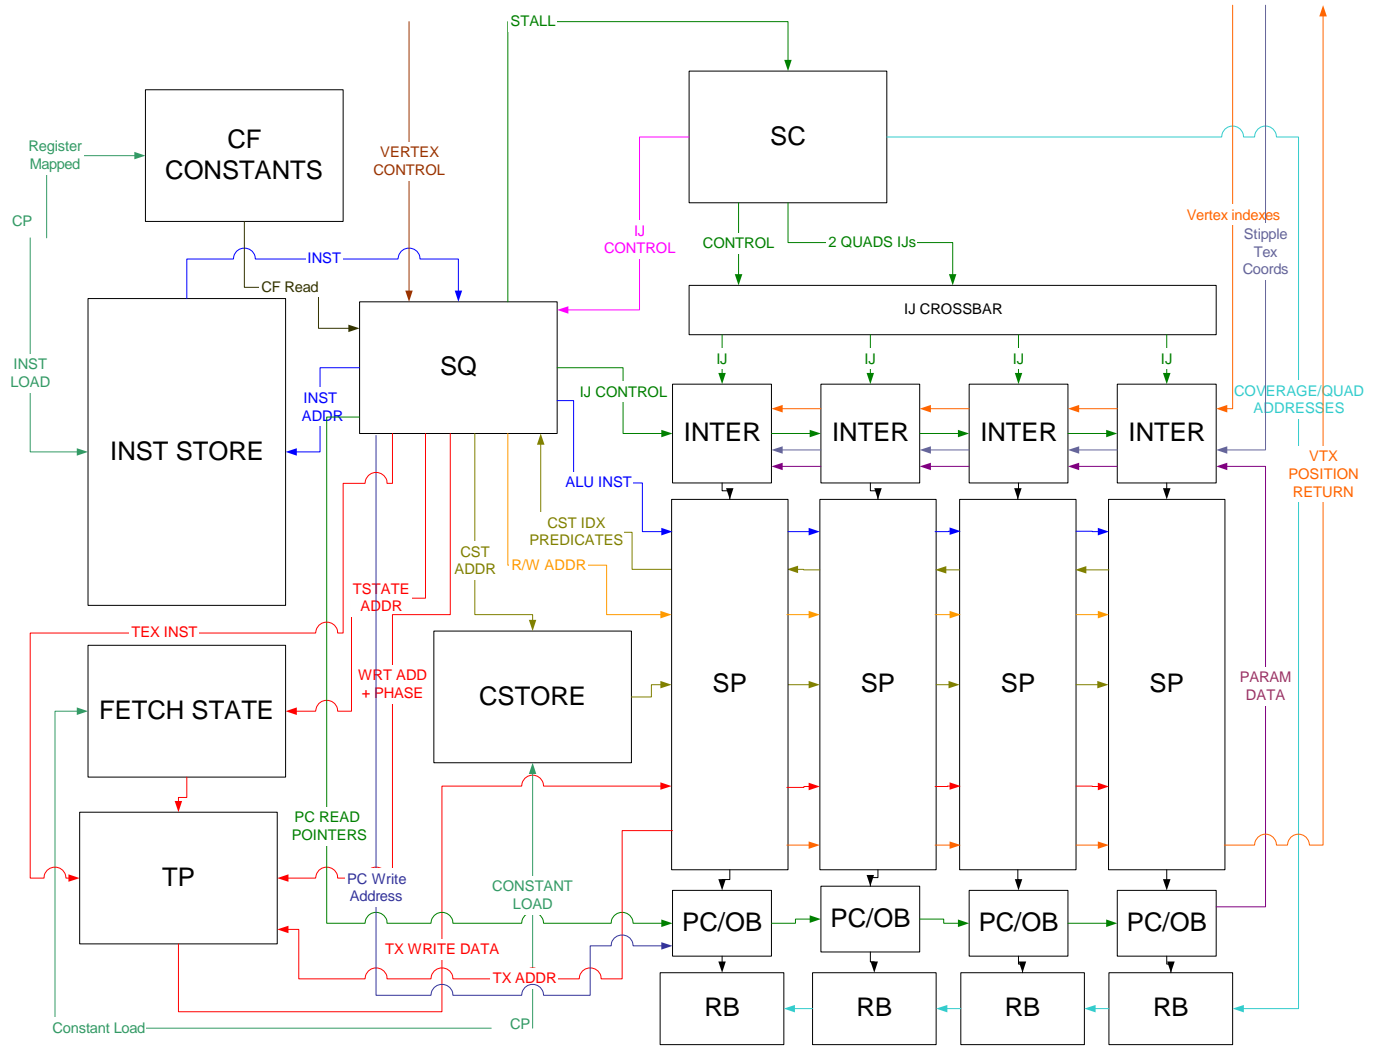 STALL
SC
CF
CONSTANTS
Register
Mapped
VERTEX
CONTROL
CP
Vertex indexes
Stipple
Tex
Coords
IJ
CONTROL
CONTROL
2 QUADS IJs
INST
CF Read
IJ CROSSBAR
SQ
INST
LOAD
INST
ADDR
IJ CONTROL
IJ
IJ
IJ
IJ
COVERAGE/QUAD
ADDRESSES
INST STORE
INTER
INTER
INTER
INTER
VTX
POSITION
RETURN
ALU INST
CST IDX
PREDICATES
CST
ADDR
R/W ADDR
TSTATE
ADDR
TEX INST
WRT ADD
+ PHASE
FETCH STATE
CSTORE
SP
SP
SP
SP
PARAM
DATA
PC READ
POINTERS
TP
PC Write
Address
CONSTANT
LOAD
PC/OB
PC/OB
PC/OB
PC/OB
TX WRITE DATA
TX ADDR
RB
RB
RB
RB
Constant Load
CP